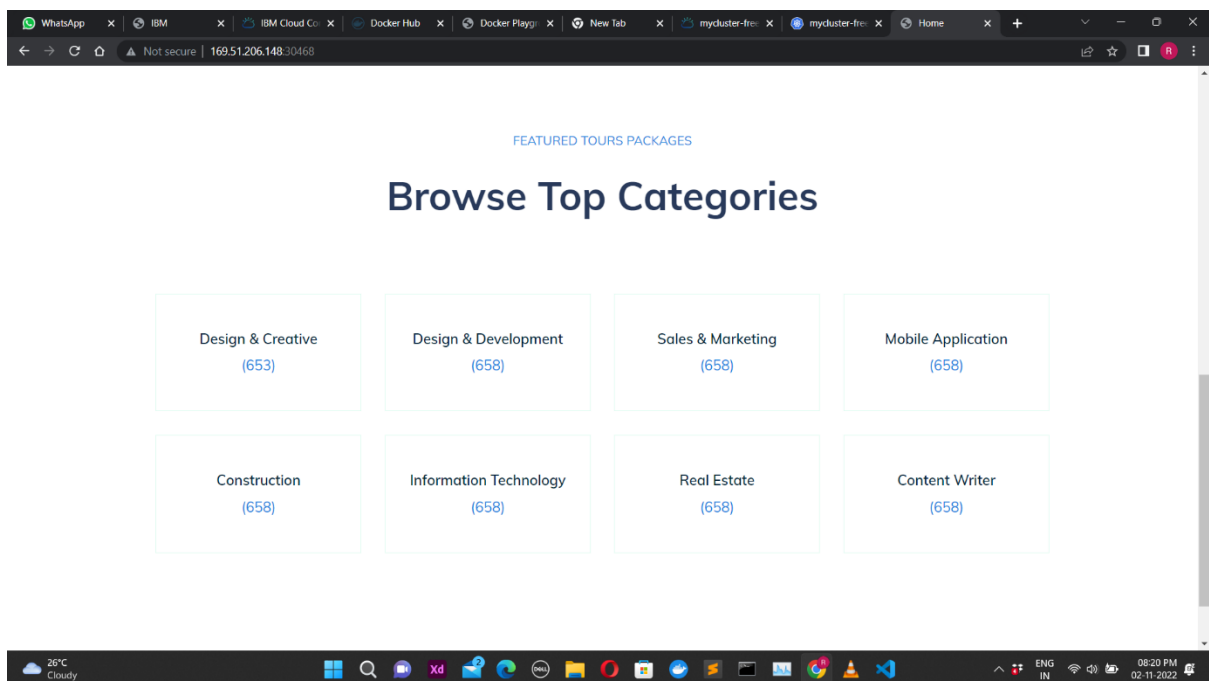 WhatsApp IBM IBM Cloud Co Docker Hub Docker Playgr New Tab mycluster-free mycluster-free Home
Not secure 169.51.206.148:30468 R
FEATURED TOURS PACKAGES
Browse Top Categories
Design & Creative Design & Development Sales & Marketing Mobile Application
(653) (658) (658) (658)
Construction Information Technology Real Estate Content Writer
(658) (658) (658) (658)
26°C
Cloudy
Xd 2 DELL R
ENG
IN
08:20 PM
02-11-2022